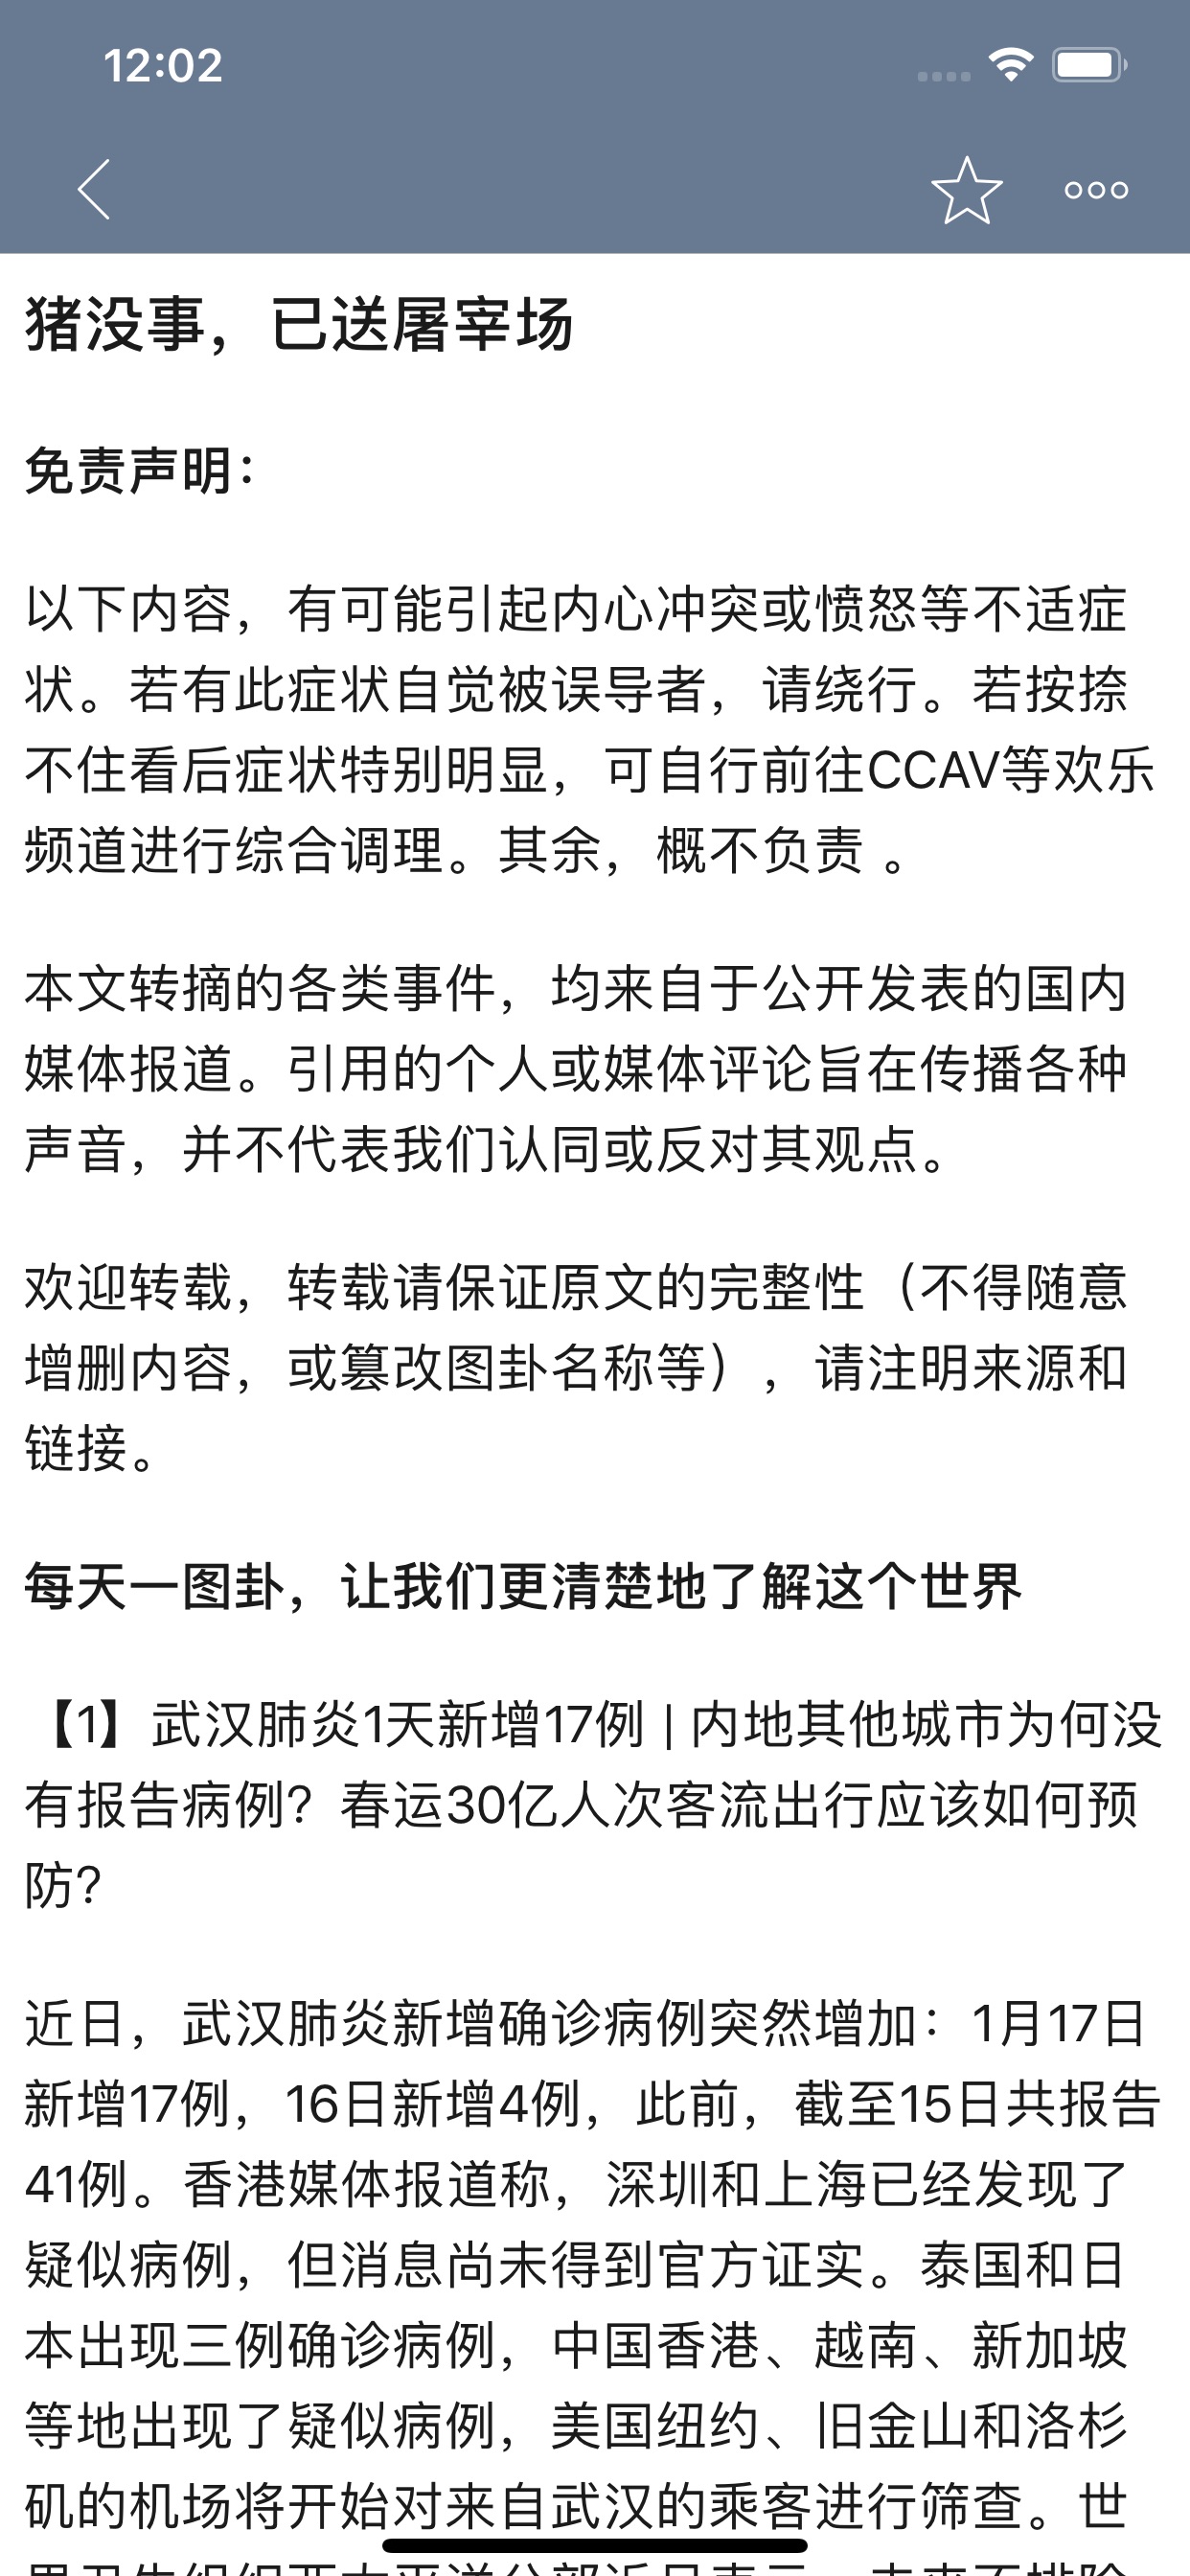 12:02
猪没事，已送屠宰场
免责声明：
以下内容，有可能引起内心冲突或愤怒等不适症
状。若有此症状自觉被误导者，请绕行。若按捺
不住看后症状特别明显，可自行前往CCAV等欢乐
频道进行综合调理。其余，概不负责 。
本文转摘的各类事件，均来自于公开发表的国内
媒体报道。引用的个人或媒体评论旨在传播各种
声音，并不代表我们认同或反对其观点。
欢迎转载，转载请保证原文的完整性（不得随意
增删内容，或篡改图卦名称等），请注明来源和
链接。
每天一图卦，让我们更清楚地了解这个世界
【1】武汉肺炎1天新增17例 | 内地其他城市为何没
有报告病例？春运30亿人次客流出行应该如何预
防?
近日，武汉肺炎新增确诊病例突然增加：1月17日
新增17例，16日新增4例，此前，截至15日共报告
41例。香港媒体报道称，深圳和上海已经发现了
疑似病例，但消息尚未得到官方证实。泰国和日
本出现三例确诊病例，中国香港、越南、新加坡
等地出现了疑似病例，美国纽约、旧金山和洛杉
矶的机场将开始对来自武汉的乘客进行筛查。世